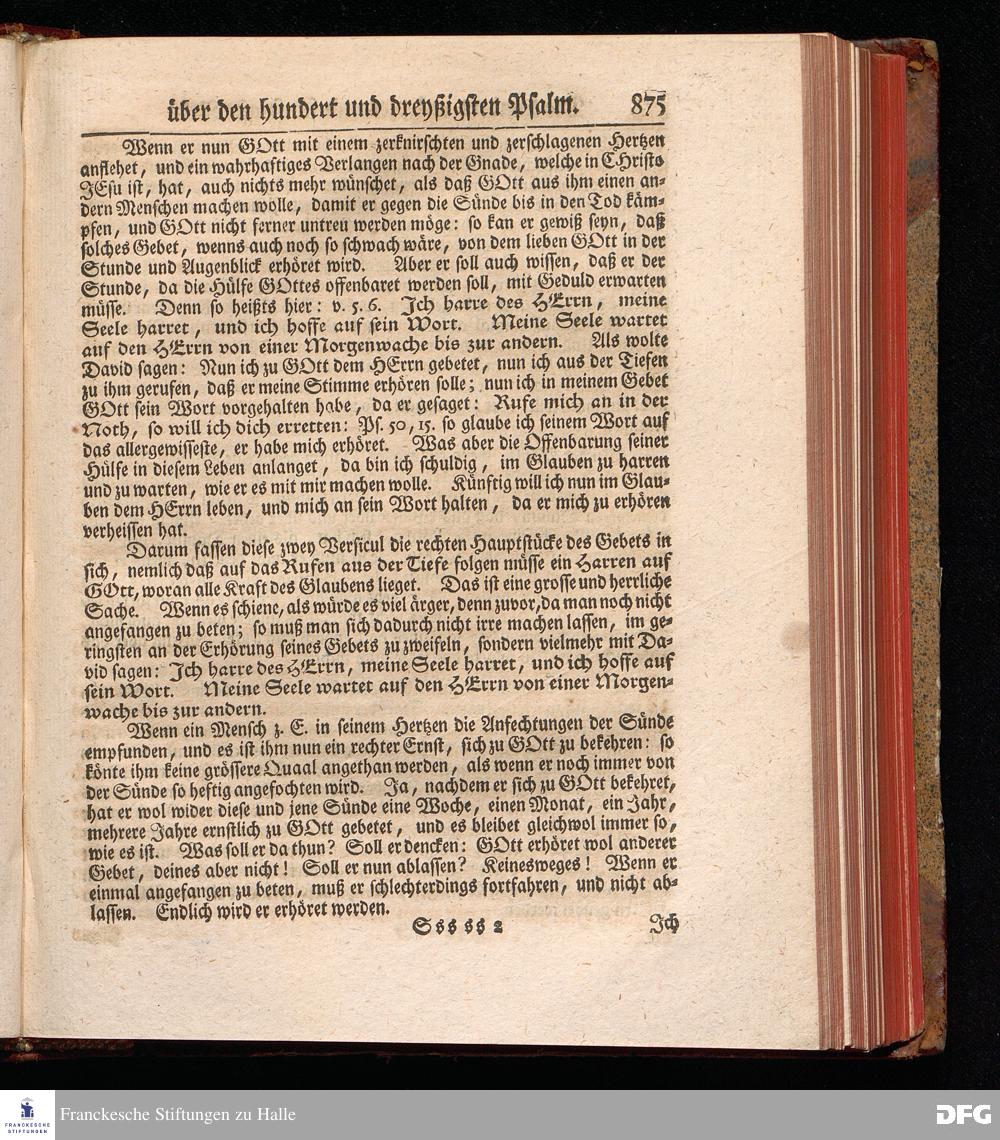 über den hundert und dreyßigsten Psalm. 875
Wenn er nun GOtt mit einem zerknirschten und zerschlagenen Hertzen
anflehet, und ein wahrhaftiges Verlangen nach der Gnade, welche in CHristo
JEsu ist, hat, auch nichts mehr wünschet, als daß GOtt aus ihm einen an-
dern Menschen machen wolle, damit er gegen die Sünde bis in den Tod käm-
pfen, und GOtt nicht ferner untreu werden möge: so kan er gewiß seyn, daß
solches Gebet, wenns auch noch so schwach wäre, von dem lieben GOtt in der
Stunde und Augenblick erhöret wird. Aber er soll auch wissen, daß er der
Stunde, da die Hülfe GOttes offenbaret werden soll, mit Geduld erwarten
müsse. Denn so heißts hier: v. 5. 6. Ich harre des HErrn, meine
Seele harret, und ich hoffe auf sein Wort. Meine Seele wartet
auf den HErrn von einer Morgenwache bis zur andern. Als wolte
David sagen: Nun ich zu GOtt dem HErrn gebetet, nun ich aus der Tiefen
zu ihm gerufen, daß er meine Stimme erhören solle; nun ich in meinem Gebet
GOtt sein Wort vorgehalten habe, da er gesaget: Rufe mich an in der
Noth, so will ich dich erretten: Ps. 50, 15. so glaube ich seinem Wort auf
das allergewisseste, er habe mich erhöret. Was aber die Offenbarung seiner
Hülfe in diesem Leben anlanget, da bin ich schuldig, im Glauben zu harren
und zu warten, wie er es mit mir machen wolle. Künftig will ich nun im Glau-
ben dem HErrn leben, und mich an sein Wort halten, da er mich zu erhören
verheissen hat.
Darum fassen diese zwey Versicul die rechten Hauptstücke des Gebets in
sich, nemlich daß auf das Rufen aus der Tiefe folgen müsse ein Harren auf
GOtt, woran alle Kraft des Glaubens lieget. Das ist eine grosse und herrliche
Sache. Wenn es schiene, als würde es viel ärger, denn zuvor, da man noch nicht
angefangen zu beten; so muß man sich dadurch nicht irre machen lassen, im ge-
ringsten an der Erhörung seines Gebets zu zweifeln, sondern vielmehr mit Da-
vid sagen: Ich harre des HErrn, meine Seele harret, und ich hoffe auf
sein Wort. Meine Seele wartet auf den HErrn von einer Morgen-
wache bis zur andern.
Wenn ein Mensch z. E. in seinem Hertzen die Anfechtungen der Sünde
empfunden, und es ist ihm nun ein rechter Ernst, sich zu GOtt zu bekehren: so
könte ihm keine grössere Quaal angethan werden, als wenn er noch immer von
der Sünde so heftig angefochten wird. Ja, nachdem er sich zu GOtt bekehret,
hat er wol wider diese und jene Sünde eine Woche, einen Monat, ein Jahr,
mehrere Jahre ernstlich zu GOtt gebetet, und es bleibet gleichwol immer so,
wie es ist. Was soll er da thun? Soll er dencken: GOtt erhöret wol anderer
Gebet, deines aber nicht! Soll er nun ablassen? Keinesweges! Wenn er
einmal angefangen zu beten, muß er schlechterdings fortfahren, und nicht ab-
lassen. Endlich wird er erhöret werden.
Sss ss 2 Ich
FRANCKESCHE
STIFTUNGEN
Franckesche Stiftungen zu Halle
DFG